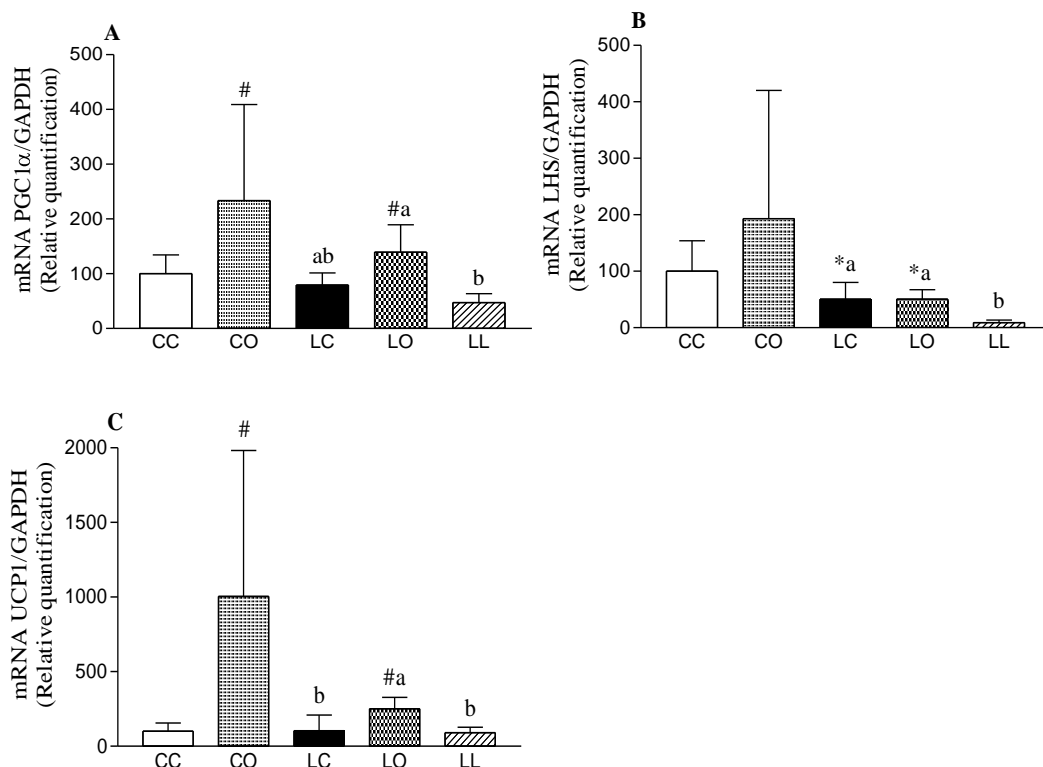 A
mRNA PGC1α/GAPDH
(Relative quantification)
500
400
300
200
100
0
#
ab
#a
b
CC CO LC LO LL
B
mRNA LHS/GAPDH
(Relative quantification)
500
400
300
200
100
0
*a
*a
b
CC CO LC LO LL
C
mRNA UCP1/GAPDH
(Relative quantification)
2000
1500
1000
500
0
#
b
#a
b
CC CO LC LO LL